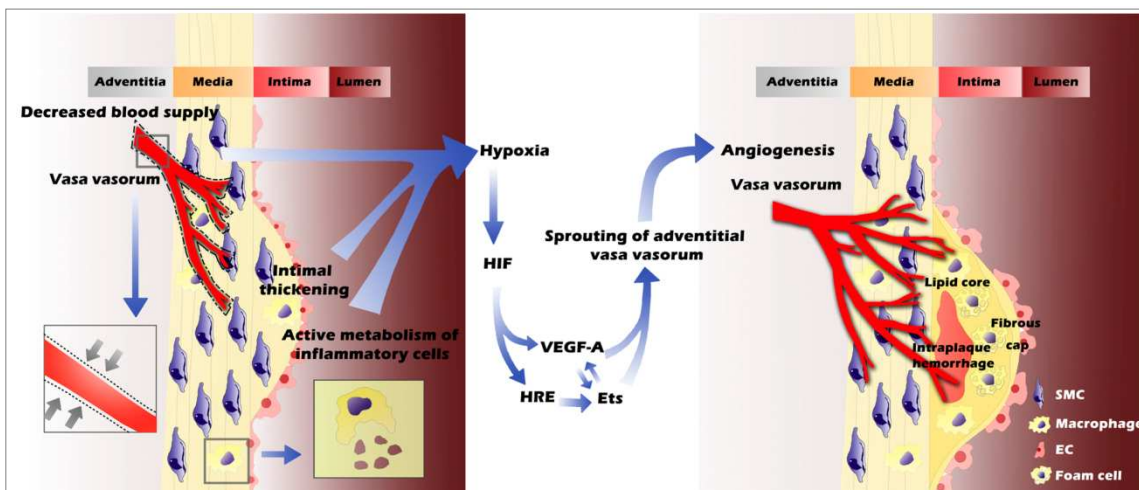 Adventitia Media Intima Lumen
Decreased blood supply
Vasa vasorum
Intimal
thickening
Active metabolism of
inflammatory cells
Hypoxia
HIF
VEGF-A
HRE
Ets
Sprouting of adventitial
vasa vasorum
Angiogenesis
Adventitia Media Intima Lumen
Vasa vasorum
Lipid core
Fibrous
cap
Intraplaque
hemorrhage
SMC
Macrophage
EC
Foam cell